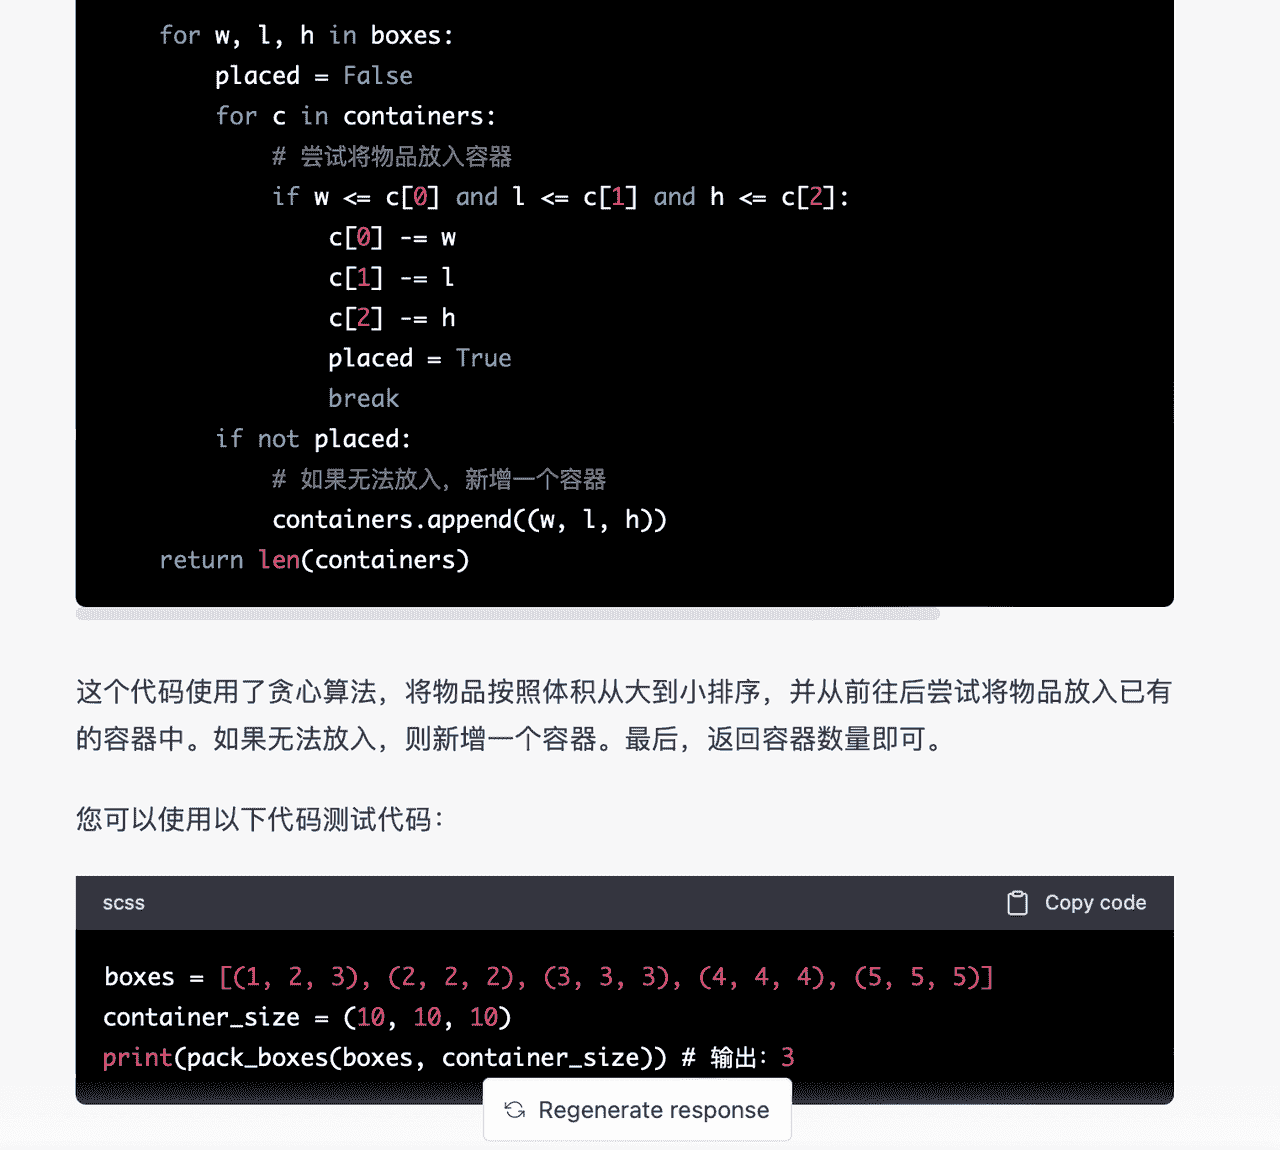 for w, l, h in boxes:
placed = False
for c in containers:
# 尝试将物品放入容器
if w <= c[0] and l <= c[1] and h <= c[2]:
c[0] -= w
c[1] -= l
c[2] -= h
placed = True
break
if not placed:
# 如果无法放入，新增一个容器
containers.append((w, l, h))
return len(containers)
这个代码使用了贪心算法，将物品按照体积从大到小排序，并从前往后尝试将物品放入已有
的容器中。如果无法放入，则新增一个容器。最后，返回容器数量即可。
您可以使用以下代码测试代码：
scss Copy code
boxes = [(1, 2, 3), (2, 2, 2), (3, 3, 3), (4, 4, 4), (5, 5, 5)]
container_size = (10, 10, 10)
print(pack_boxes(boxes, container_size)) # 输出：3
Regenerate response